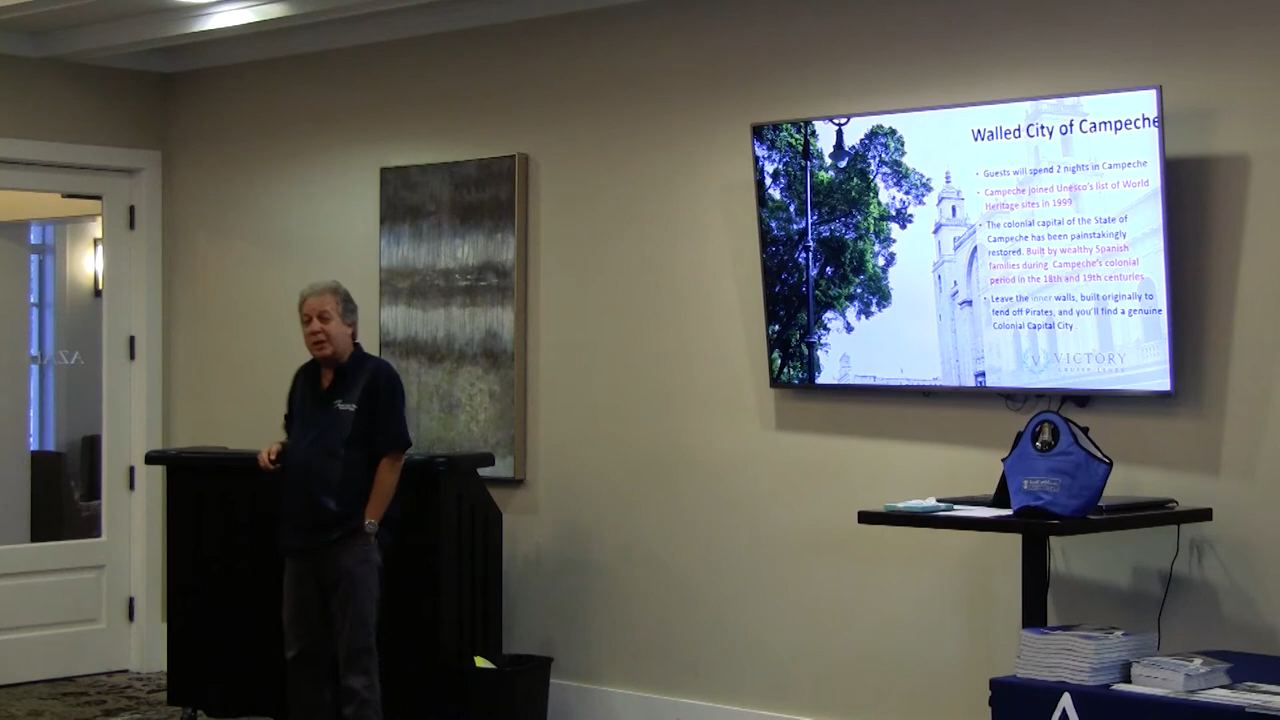 Walled City of Campeche
• Guests will spend 2 nights in Campeche
• Campeche joined Unesco's list of World
Heritage sites in 1999
• The colonial capital of the State of
Campeche has been painstakingly
restored. Built by wealthy Spanish
families during Campeche's colonial
period in the 18th and 19th centuries
• Leave the inner walls, built originally to
fend off Pirates, and you'll find a genuine
Colonial Capital City
V VICTORY
CRUISE LINES
AZA